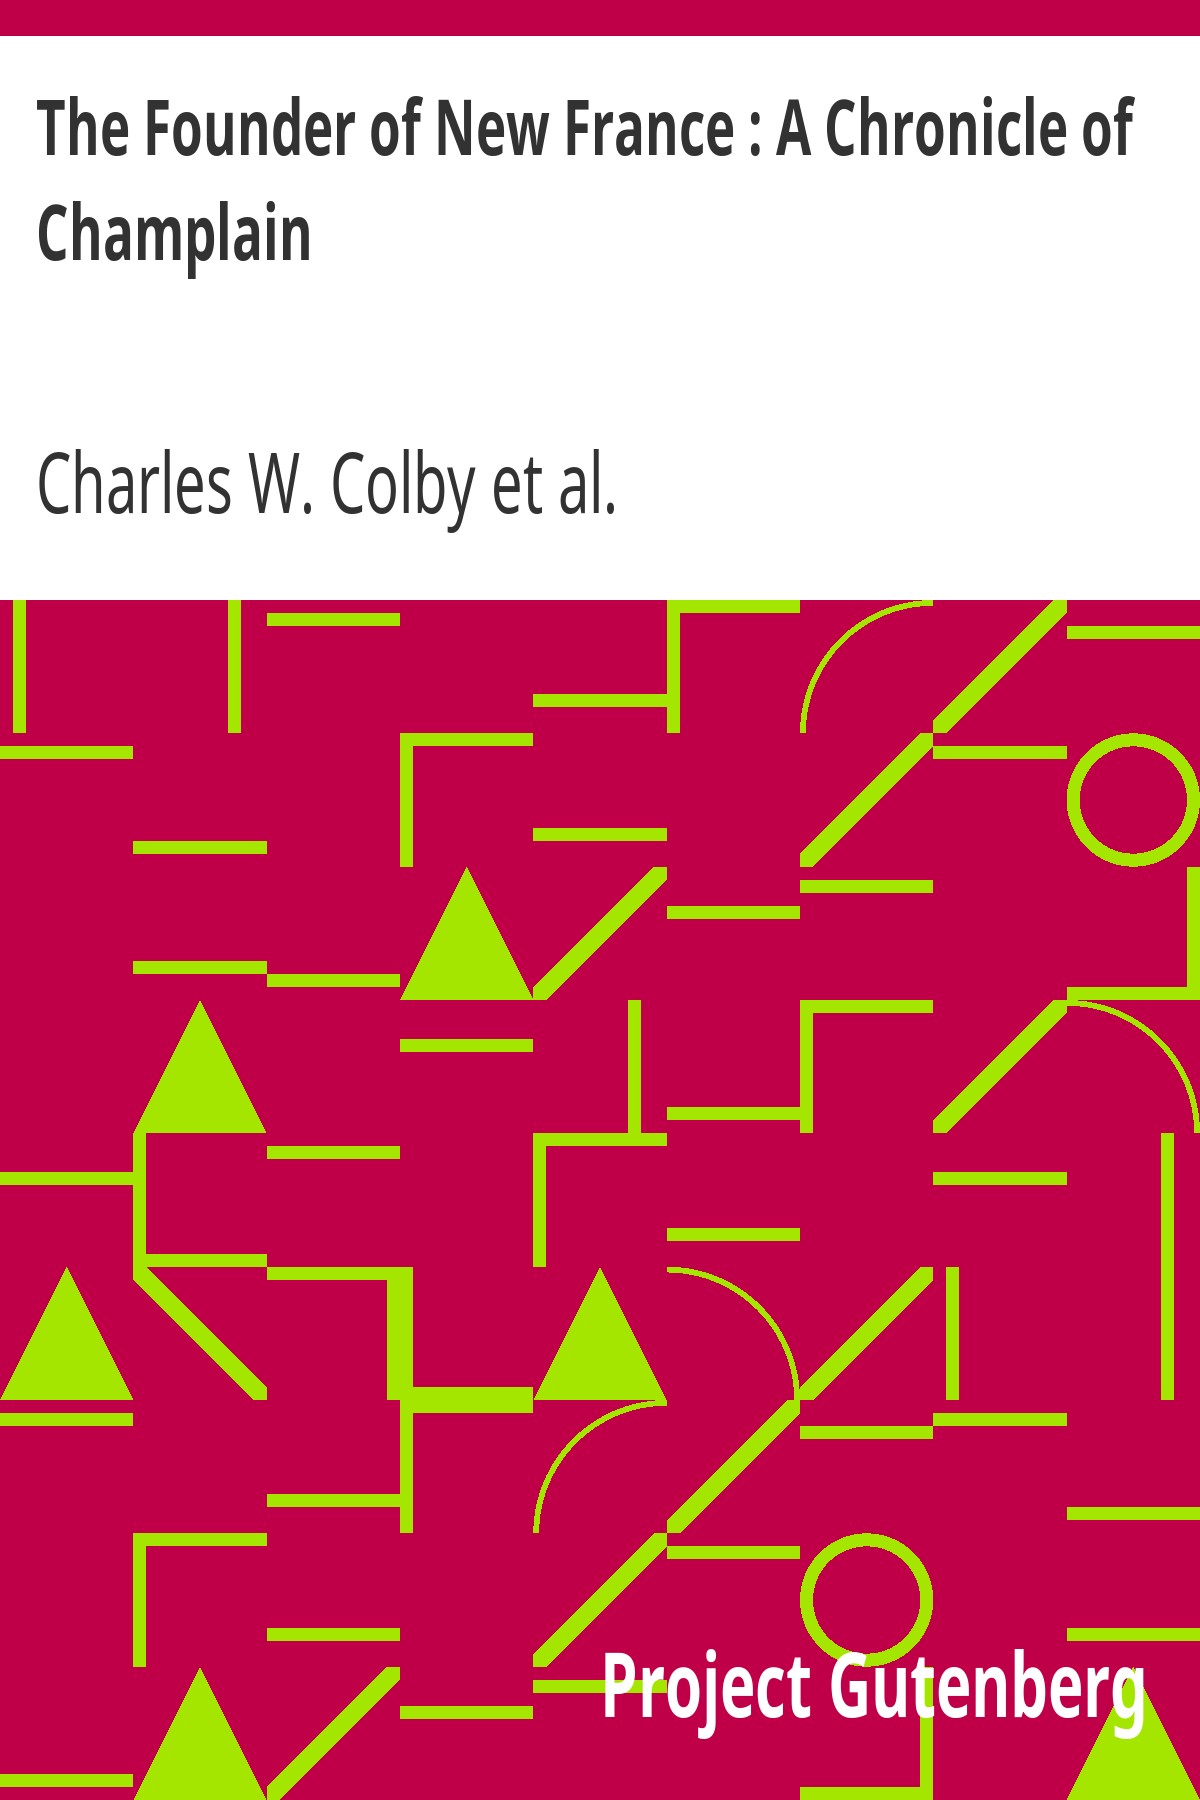 The Founder of New France : A Chronicle of
Champlain
Charles W. Colby et al.
Project Gutenberg